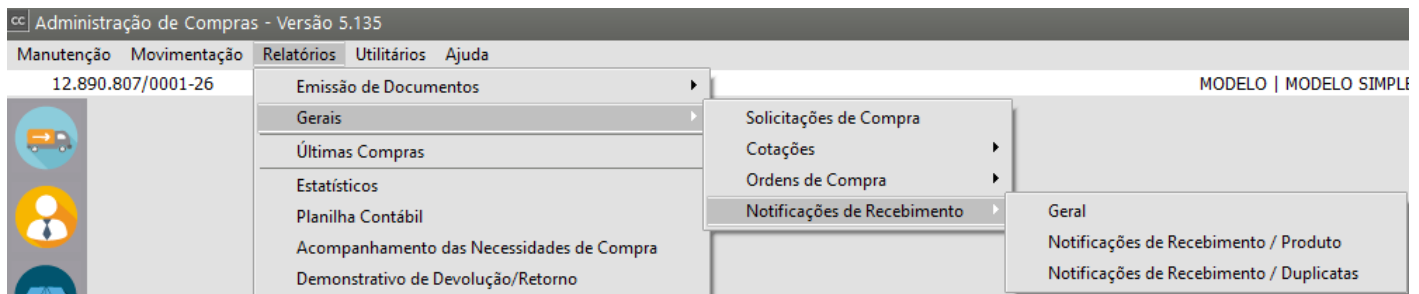 cc Administração de Compras - Versão 5.135
Manutenção Movimentação Relatórios Utilitários Ajuda
12.890.807/0001-26
MODELO | MODELO SIMPLE
Emissão de Documentos
Gerais
Últimas Compras
Estatísticos
Planilha Contábil
Acompanhamento das Necessidades de Compra
Demonstrativo de Devolução/Retorno
Solicitações de Compra
Cotações
Ordens de Compra
Notificações de Recebimento
Geral
Notificações de Recebimento / Produto
Notificações de Recebimento / Duplicatas